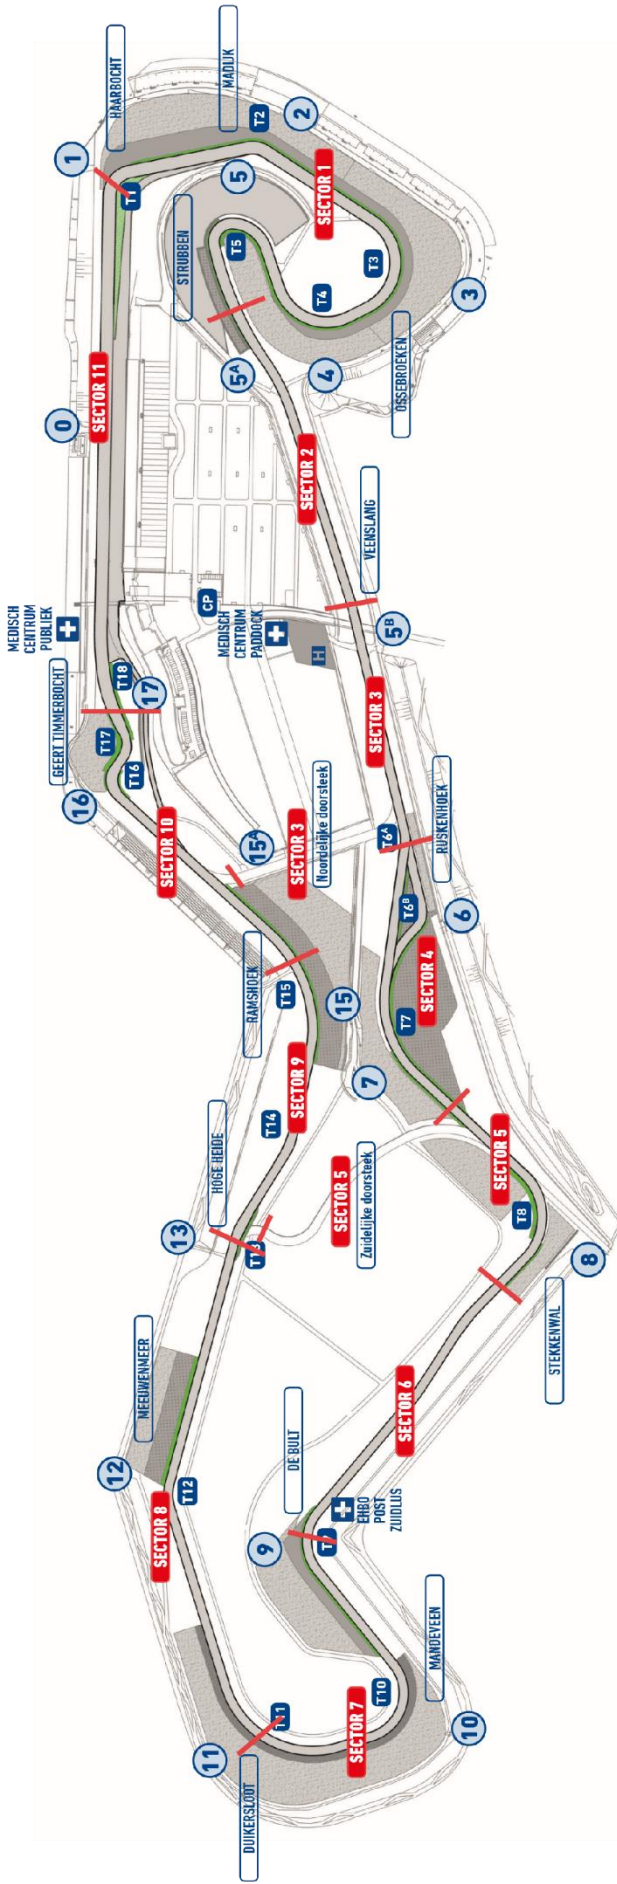 MEDISCH
CENTRUM
PUBLIEK
0
SECTOR 11
1
HAARBOCHT
T1
MADIJK
T2
2
SECTOR 1
3
T3
T4
OSSEBROEKEN
4
5
T5
STRUBBEN
5A
SECTOR 2
VEENSLANG
5B
CP
MEDISCH
CENTRUM
PADDOCK
H
SECTOR 3
T6A
RUSKENHOEK
T6B
6
SECTOR 4
T7
7
SECTOR 3
Noordelijke doorsteek
SECTOR 5
T8
8
STEKKENWAL
SECTOR 5
Zuidelijke doorsteek
SECTOR 6
DE BULT
9
T9
EHBO
POST
ZUIDLUS
MANDEVEEN
10
T10
SECTOR 7
T11
11
DUIKERSLOOT
SECTOR 8
T12
12
MEEUWENMEER
13
T13
HOGE HEIDE
T14
SECTOR 9
15
T15
RAMSHOEK
15A
SECTOR 10
16
T16
T17
GEERT TIMMERBOCHT
17
T18